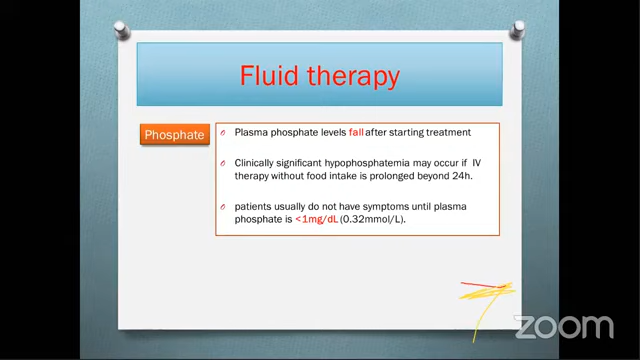 Fluid therapy
Phosphate
Plasma phosphate levels fall after starting treatment
Clinically significant hypophosphatemia may occur if IV
therapy without food intake is prolonged beyond 24h.
patients usually do not have symptoms until plasma
phosphate is <1mg/dL (0.32mmol/L).
zoom